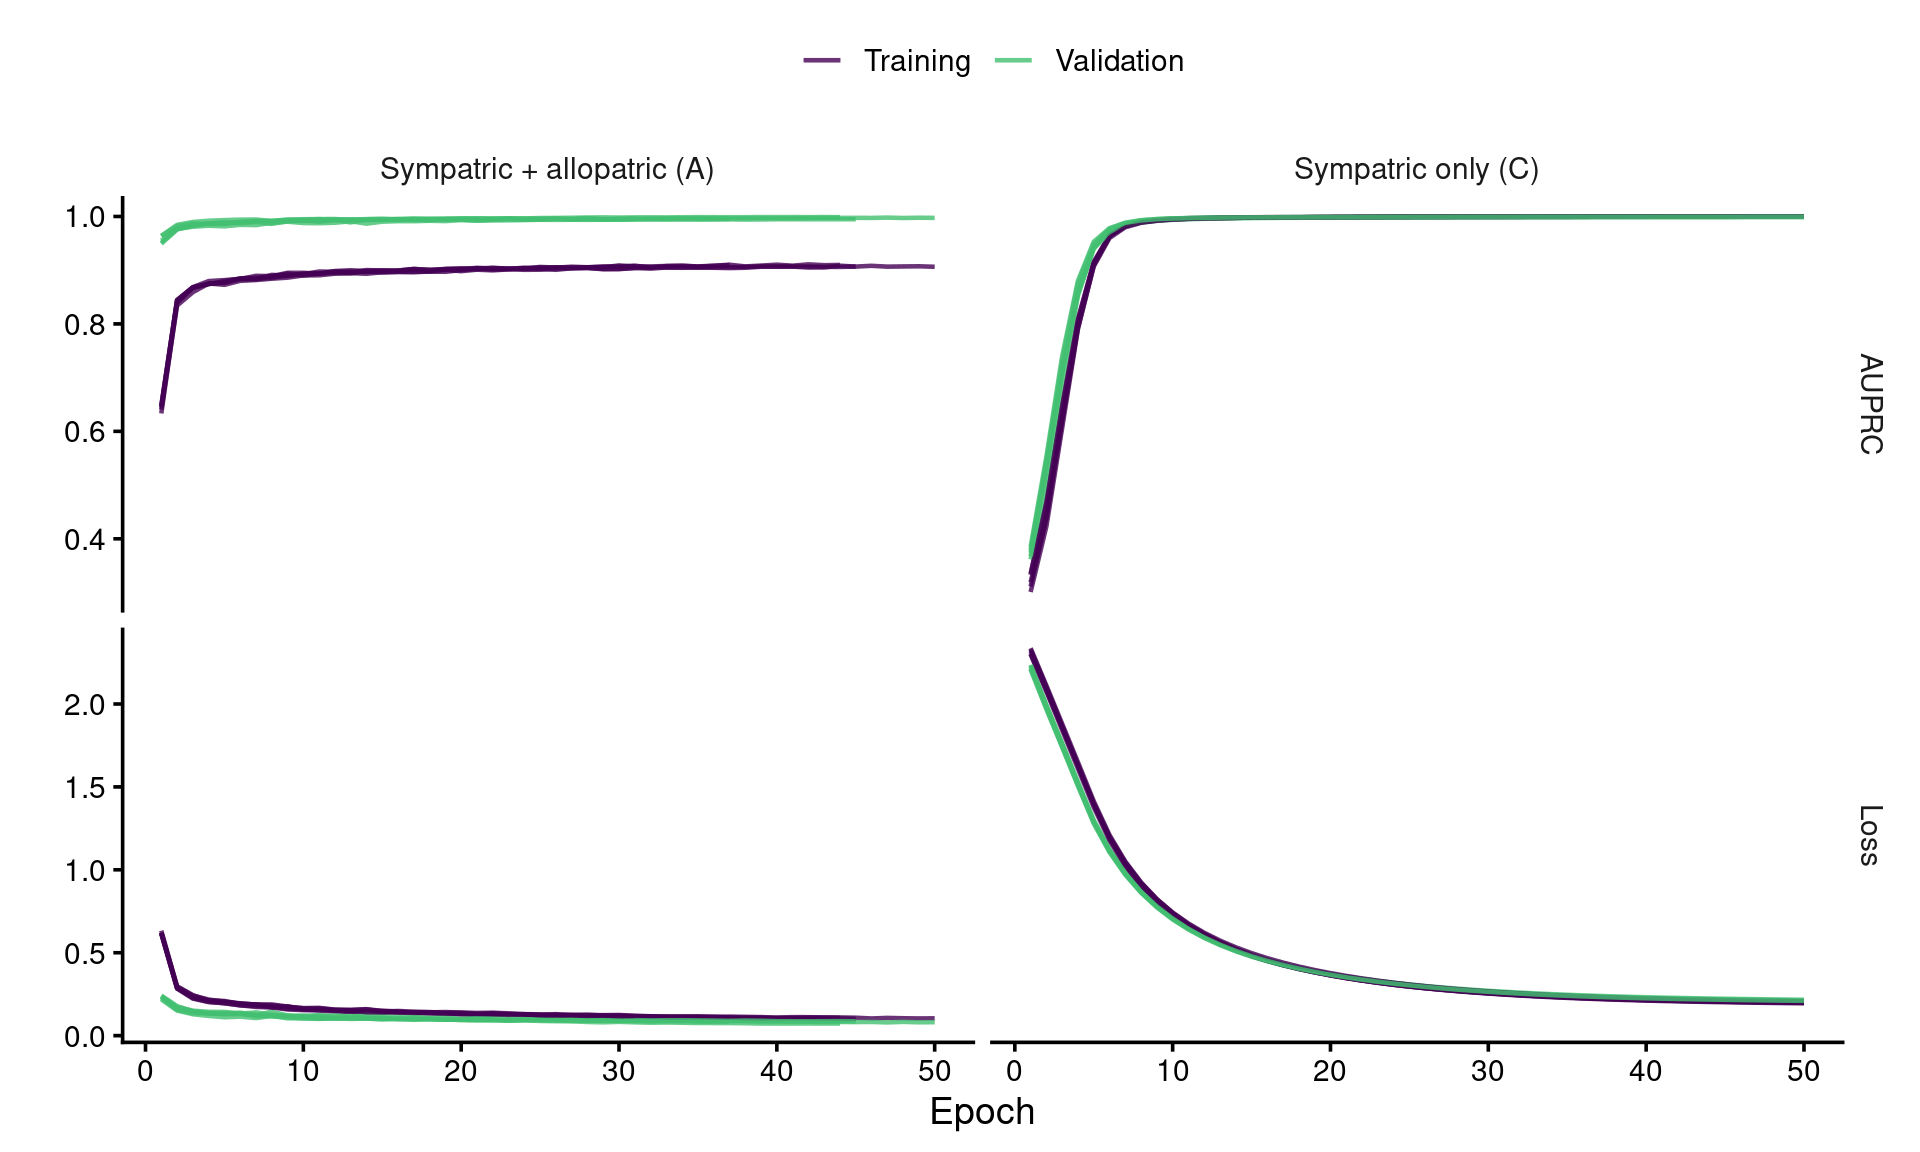 Training Validation
Sympatric + allopatric (A) Sympatric only (C)
1.0
0.8
0.6
0.4
AUPRC
2.0
1.5
1.0
0.5
0.0
Loss
0 10 20 30 40 50 0 10 20 30 40 50
Epoch